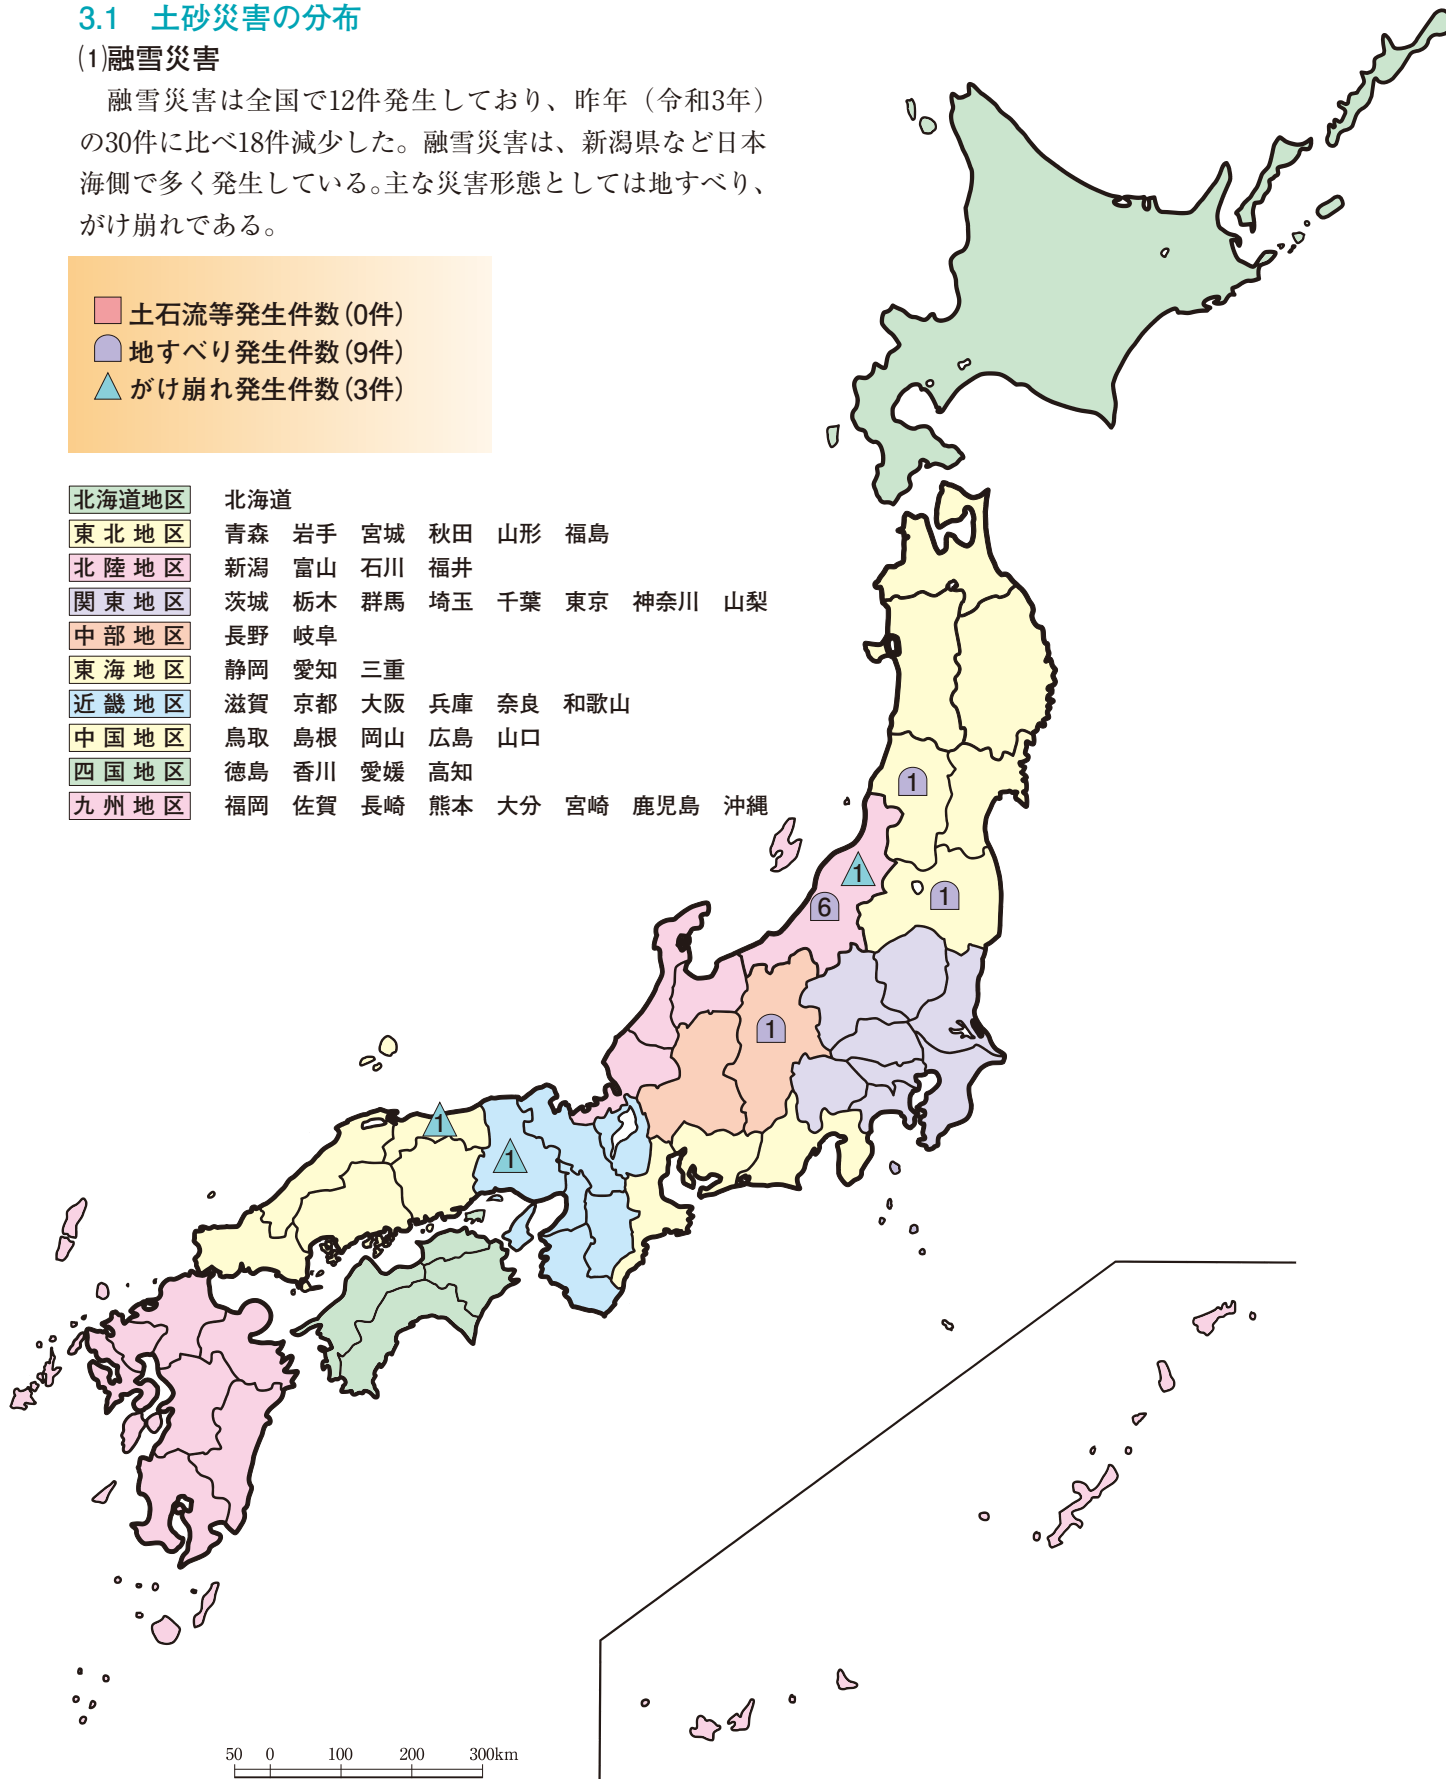 3.1 土砂災害の分布
(1)融雪災害
融雪災害は全国で12件発生しており、昨年（令和3年）
の30件に比べ18件減少した。融雪災害は、新潟県など日本
海側で多く発生している。主な災害形態としては地すべり、
がけ崩れである。
土石流等発生件数(0件)
地すべり発生件数(9件)
がけ崩れ発生件数(3件)
北海道地区 北海道
東北地区 青森 岩手 宮城 秋田 山形 福島
北陸地区 新潟 富山 石川 福井
関東地区 茨城 栃木 群馬 埼玉 千葉 東京 神奈川 山梨
中部地区 長野 岐阜
東海地区 静岡 愛知 三重
近畿地区 滋賀 京都 大阪 兵庫 奈良 和歌山
中国地区 鳥取 島根 岡山 広島 山口
四国地区 徳島 香川 愛媛 高知
九州地区 福岡 佐賀 長崎 熊本 大分 宮崎 鹿児島 沖縄
1
1
1
6
1
1
1
50 0 100 200 300km